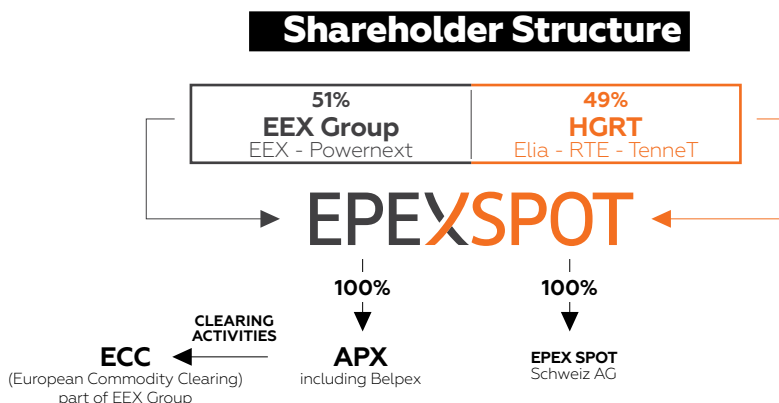 Shareholder Structure
51%
EEX Group
EEX - Powernext
49%
HGRT
Elia - RTE - TenneT
EPEXSPOT
100%
100%
CLEARING
ACTIVITIES
ECC
(European Commodity Clearing)
part of EEX Group
APX
including Belpex
EPEX SPOT
Schweiz AG